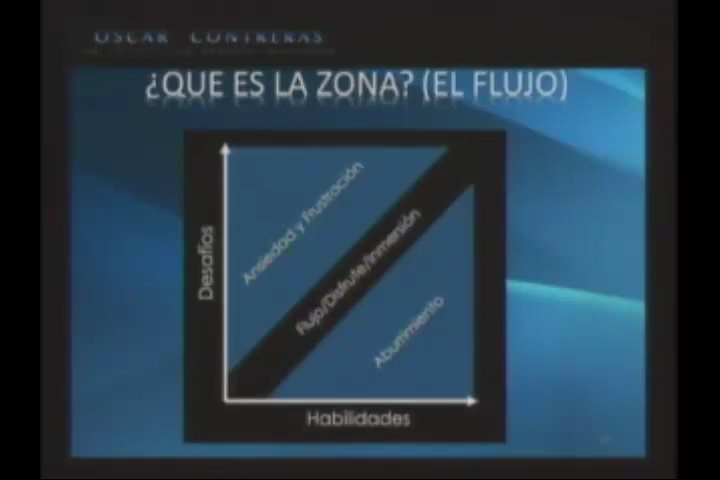 OSCAR CONTRERAS
¿QUE ES LA ZONA? (EL FLUJO)
Ansiedad y Frustración
Flujo/Disfrute/Inmersión
Aburrimiento
Desafíos
Habilidades